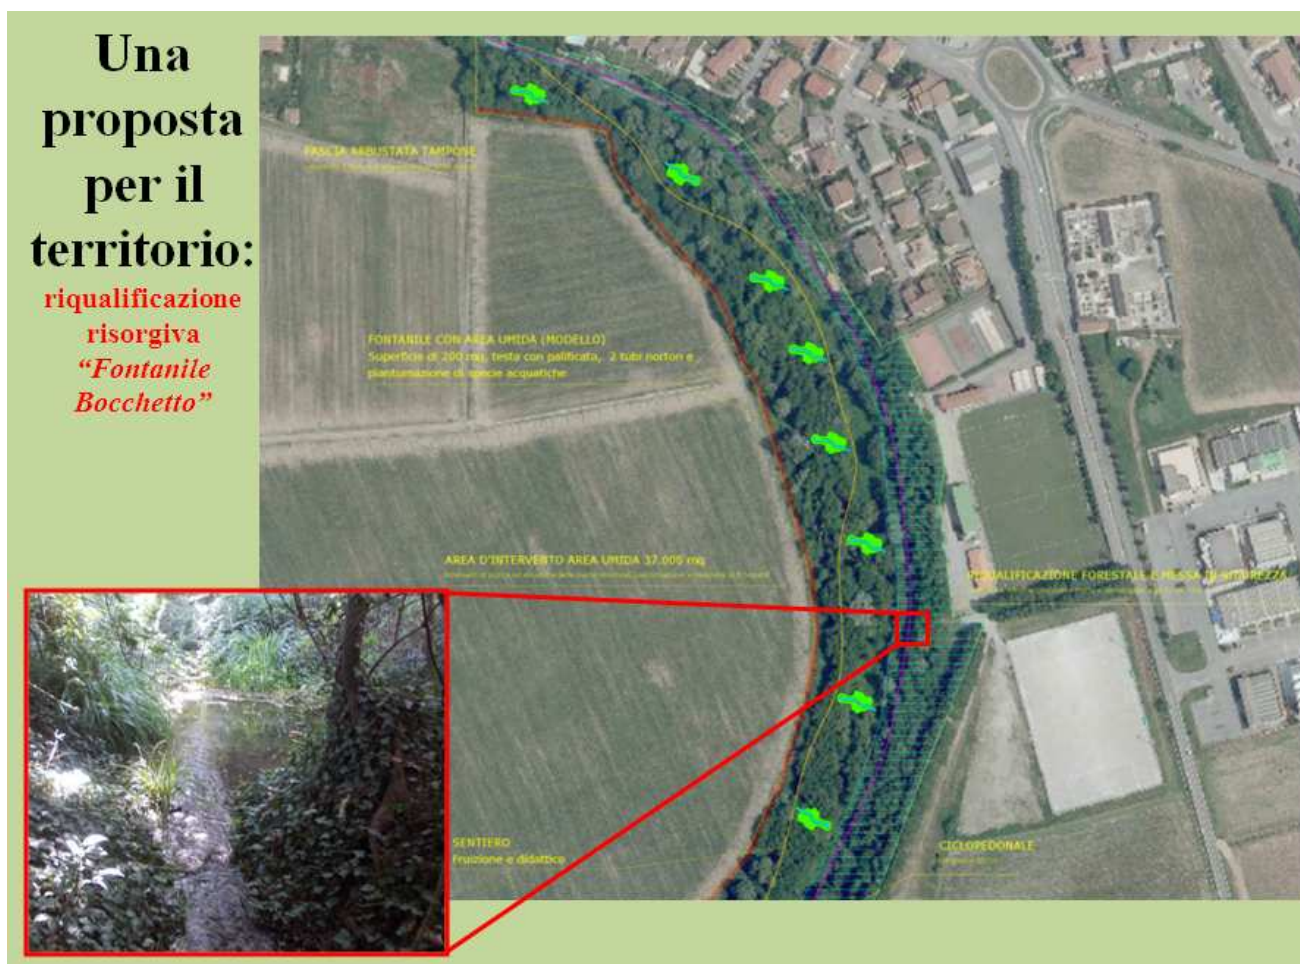 Una
proposta
per il
territorio:
riqualificazione
risorgiva
“Fontanile
Bocchetto”
FASCIA ARBUSTATA TAMPONE
FONTANILE CON AREA UMIDA (MODELLO)
Superficie di 200 mq, testa con palificata, 2 tubi norton e
piantumazione di specie acquatiche
AREA D'INTERVENTO AREA UMIDA 37.000 mq
RIQUALIFICAZIONE FORESTALE E MESSA IN SICUREZZA
SENTIERO
Fruizione e didattico
CICLOPEDONALE